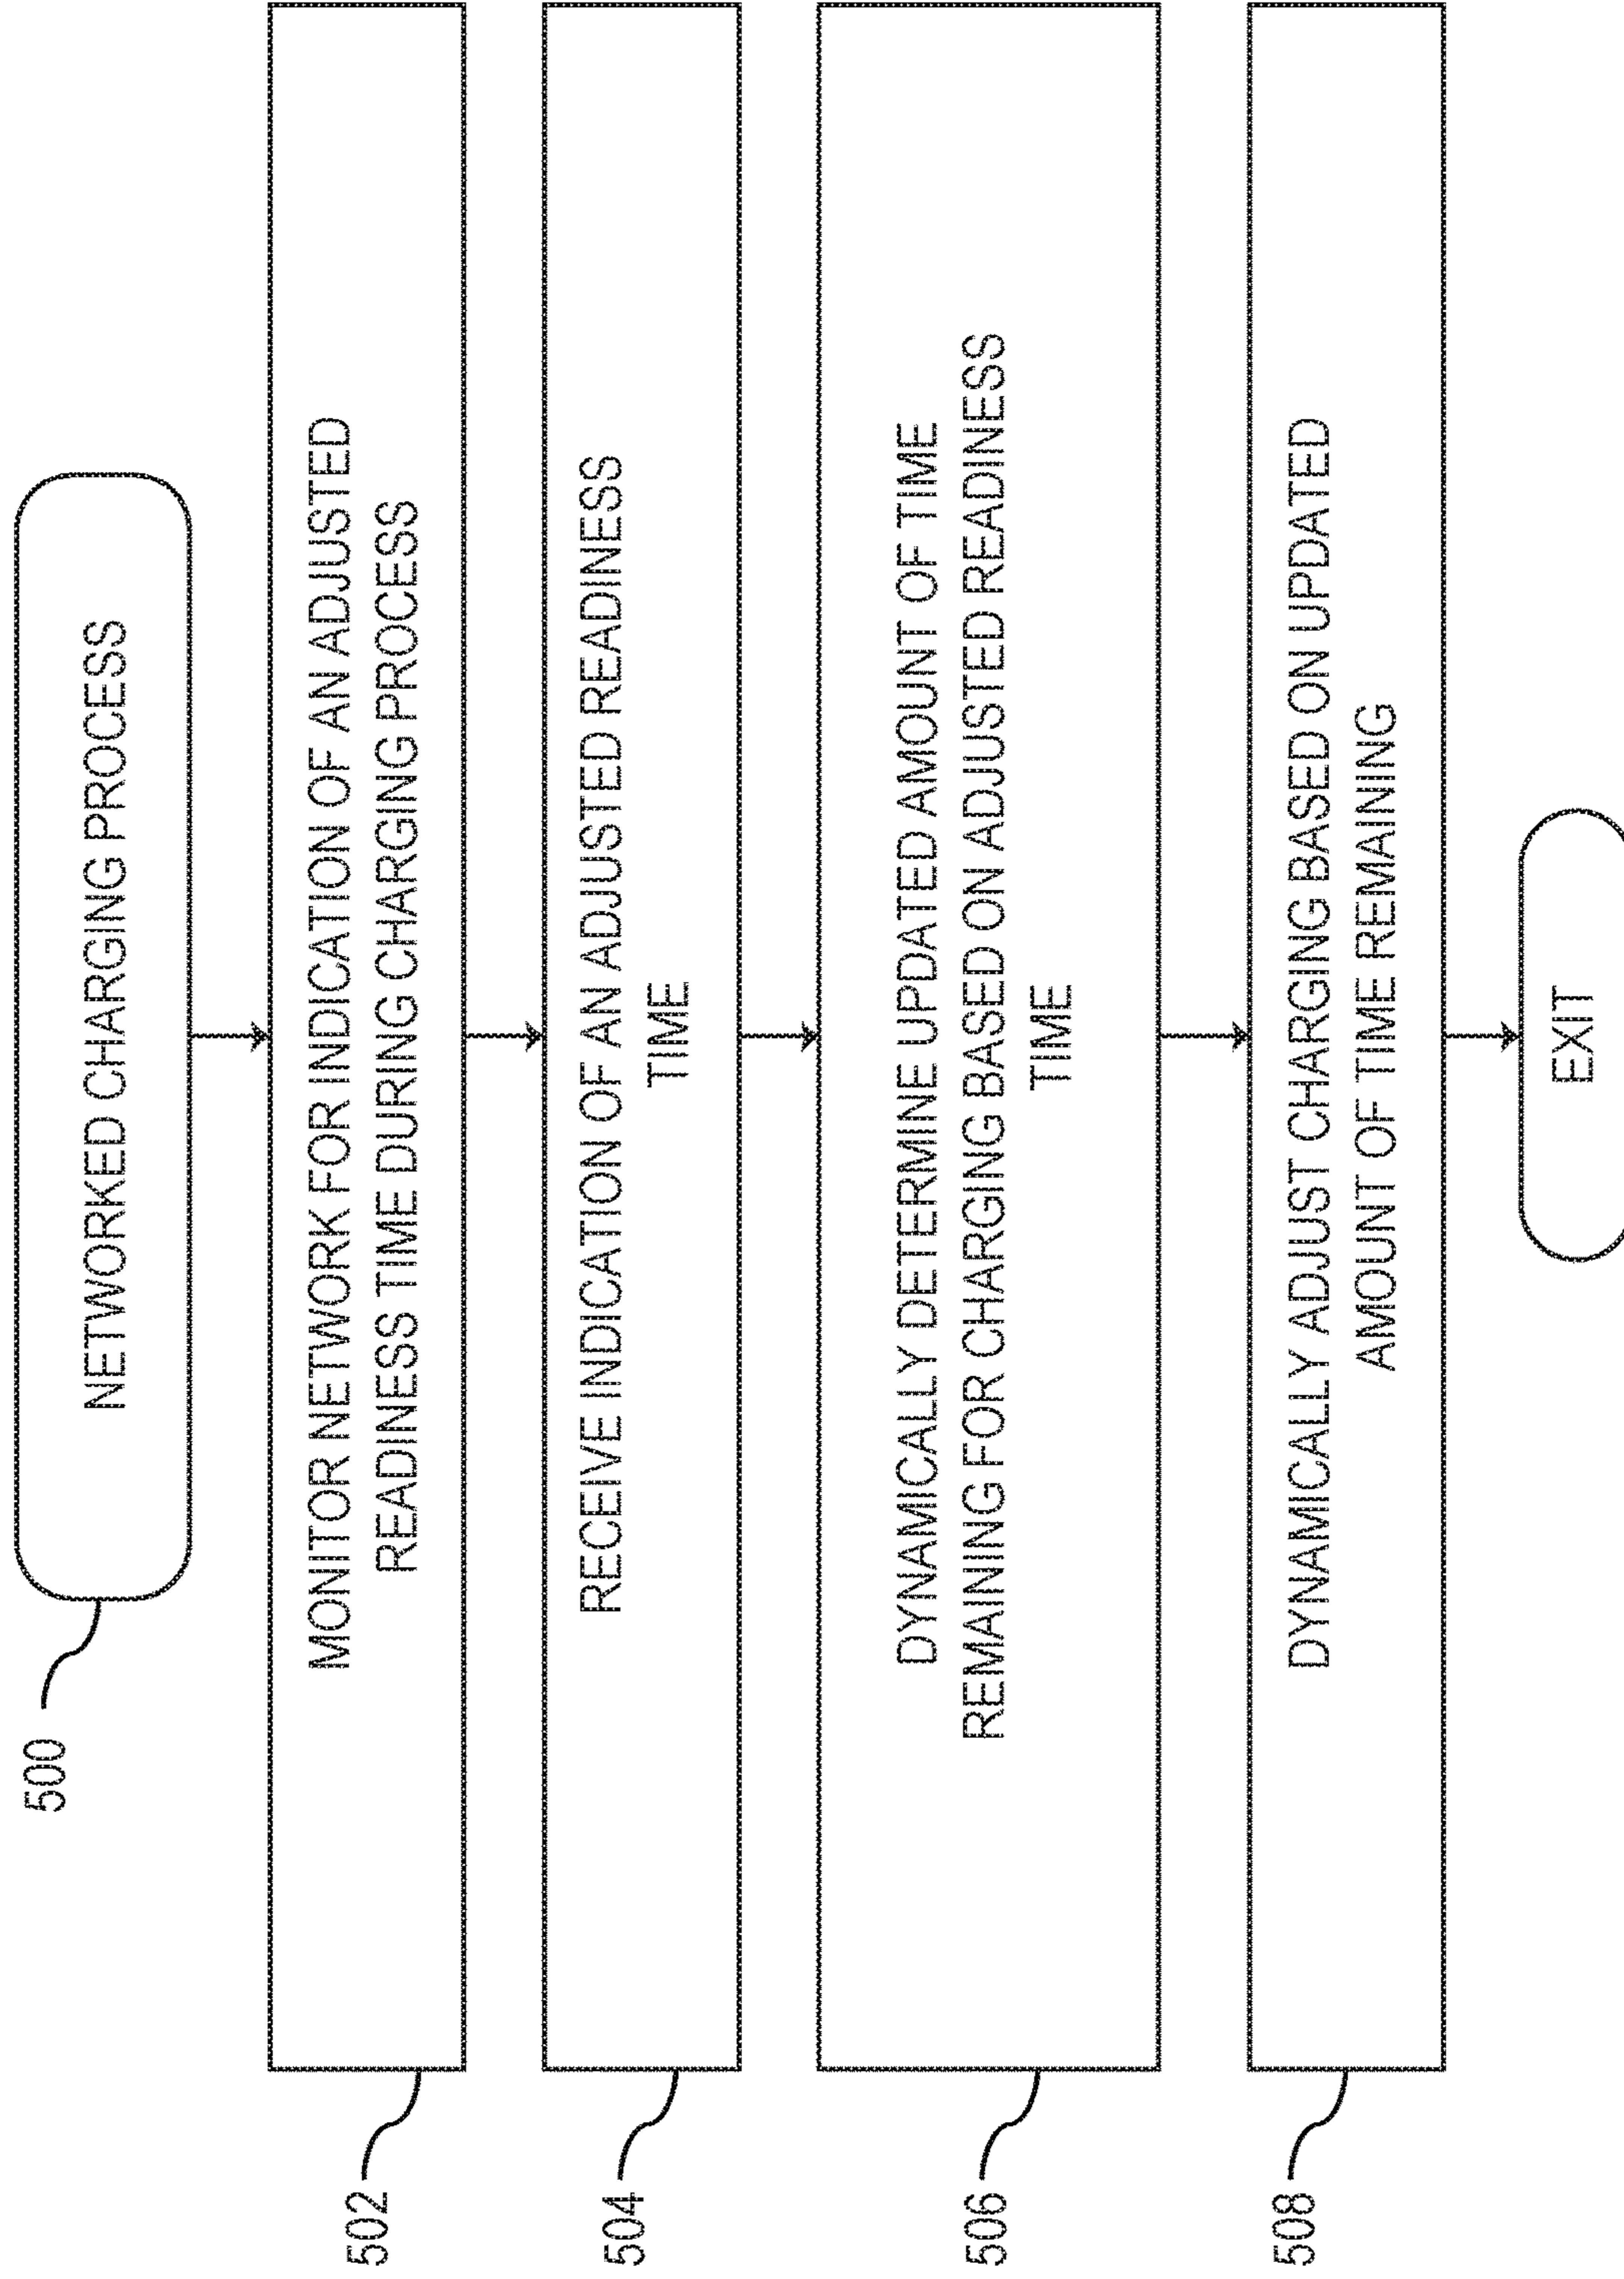 NETWORKED CHARGING PROCESS
500
MONITOR NETWORK FOR INDICATION OF AN ADJUSTED
READINESS TIME DURING CHARGING PROCESS
502
RECEIVE INDICATION OF AN ADJUSTED READINESS
TIME
504
DYNAMICALLY DETERMINE UPDATED AMOUNT OF TIME
REMAINING FOR CHARGING BASED ON ADJUSTED READINESS
TIME
506
DYNAMICALLY ADJUST CHARGING BASED ON UPDATED
AMOUNT OF TIME REMAINING
508
EXIT